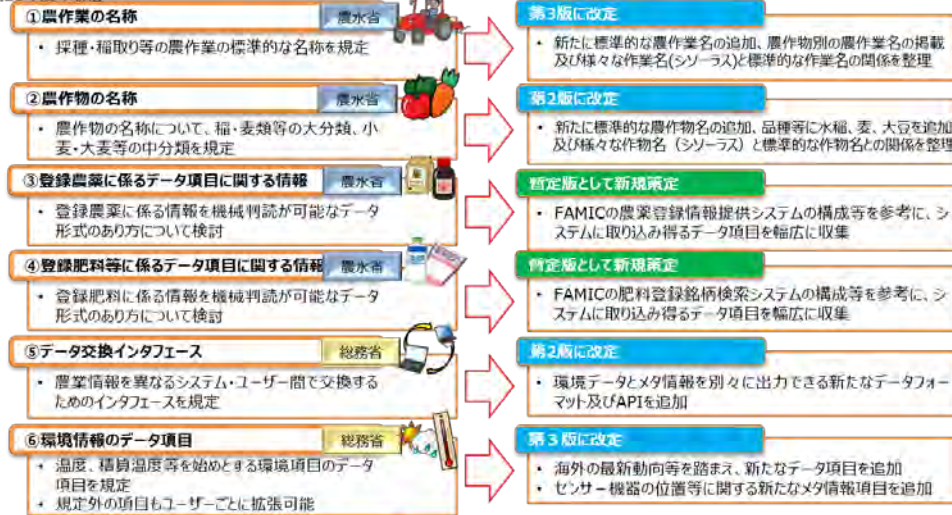 ①農作業の名称 農水省
・ 採種・稲取り等の農作業の標準的な名称を規定
第3版に改定
・ 新たに標準的な農作業名の追加、農作物別の農作業名の掲載
及び様々な作業名(シソーラス)と標準的な作業名の関係を整理
②農作物の名称 農水省
・ 農作物の名称について、稲・麦類等の大分類、小
麦・大麦等の中分類を規定
第2版に改定
・ 新たに標準的な農作物名の追加、品種等に水稲、麦、大豆を追加
及び様々な作物名（シソーラス）と標準的な作物名との関係を整理
③登録農薬に係るデータ項目に関する情報 農水省
・ 登録農薬に係る情報を機械判読が可能なデータ
形式のあり方について検討
暫定版として新規策定
・ FAMICの農薬登録情報提供システムの構成等を参考に、シ
ステムに取り込み得るデータ項目を幅広に収集
④登録肥料等に係るデータ項目に関する情報 農水省
・ 登録肥料に係る情報を機械判読が可能なデータ
形式のあり方について検討
暫定版として新規策定
・ FAMICの肥料登録銘柄検索システムの構成等を参考に、シ
ステムに取り込み得るデータ項目を幅広に収集
⑤データ交換インタフェース 総務省
・ 農業情報を異なるシステム・ユーザー間で交換する
ためのインタフェースを規定
第2版に改定
・ 環境データとメタ情報を別々に出力できる新たなデータフォー
マット及びAPIを追加
⑥環境情報のデータ項目 総務省
・ 温度、積算温度等を始めとする環境項目のデータ
項目を規定
・ 規定外の項目もユーザーごとに拡張可能
第３版に改定
・ 海外の最新動向等を踏まえ、新たなデータ項目を追加
・ センサー機器の位置等に関する新たなメタ情報項目を追加